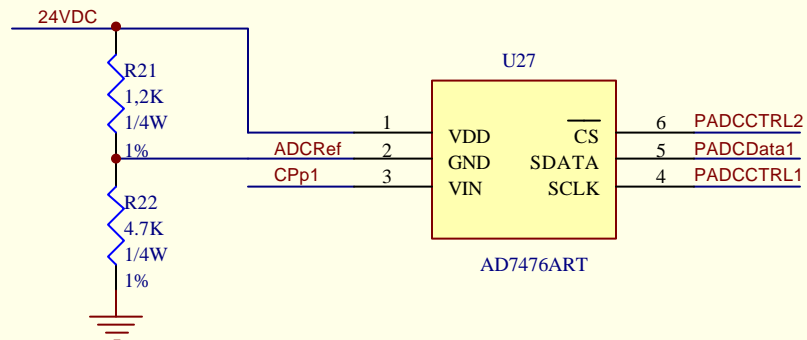 24VDC
R21
1,2K
1/4W
1%
R22
4.7K
1/4W
1%
ADCRef
CPp1
U27
1
2
3
VDD
GND
VIN
CS
SDATA
SCLK
6
5
4
PADCCTRL2
PADCData1
PADCCTRL1
AD7476ART